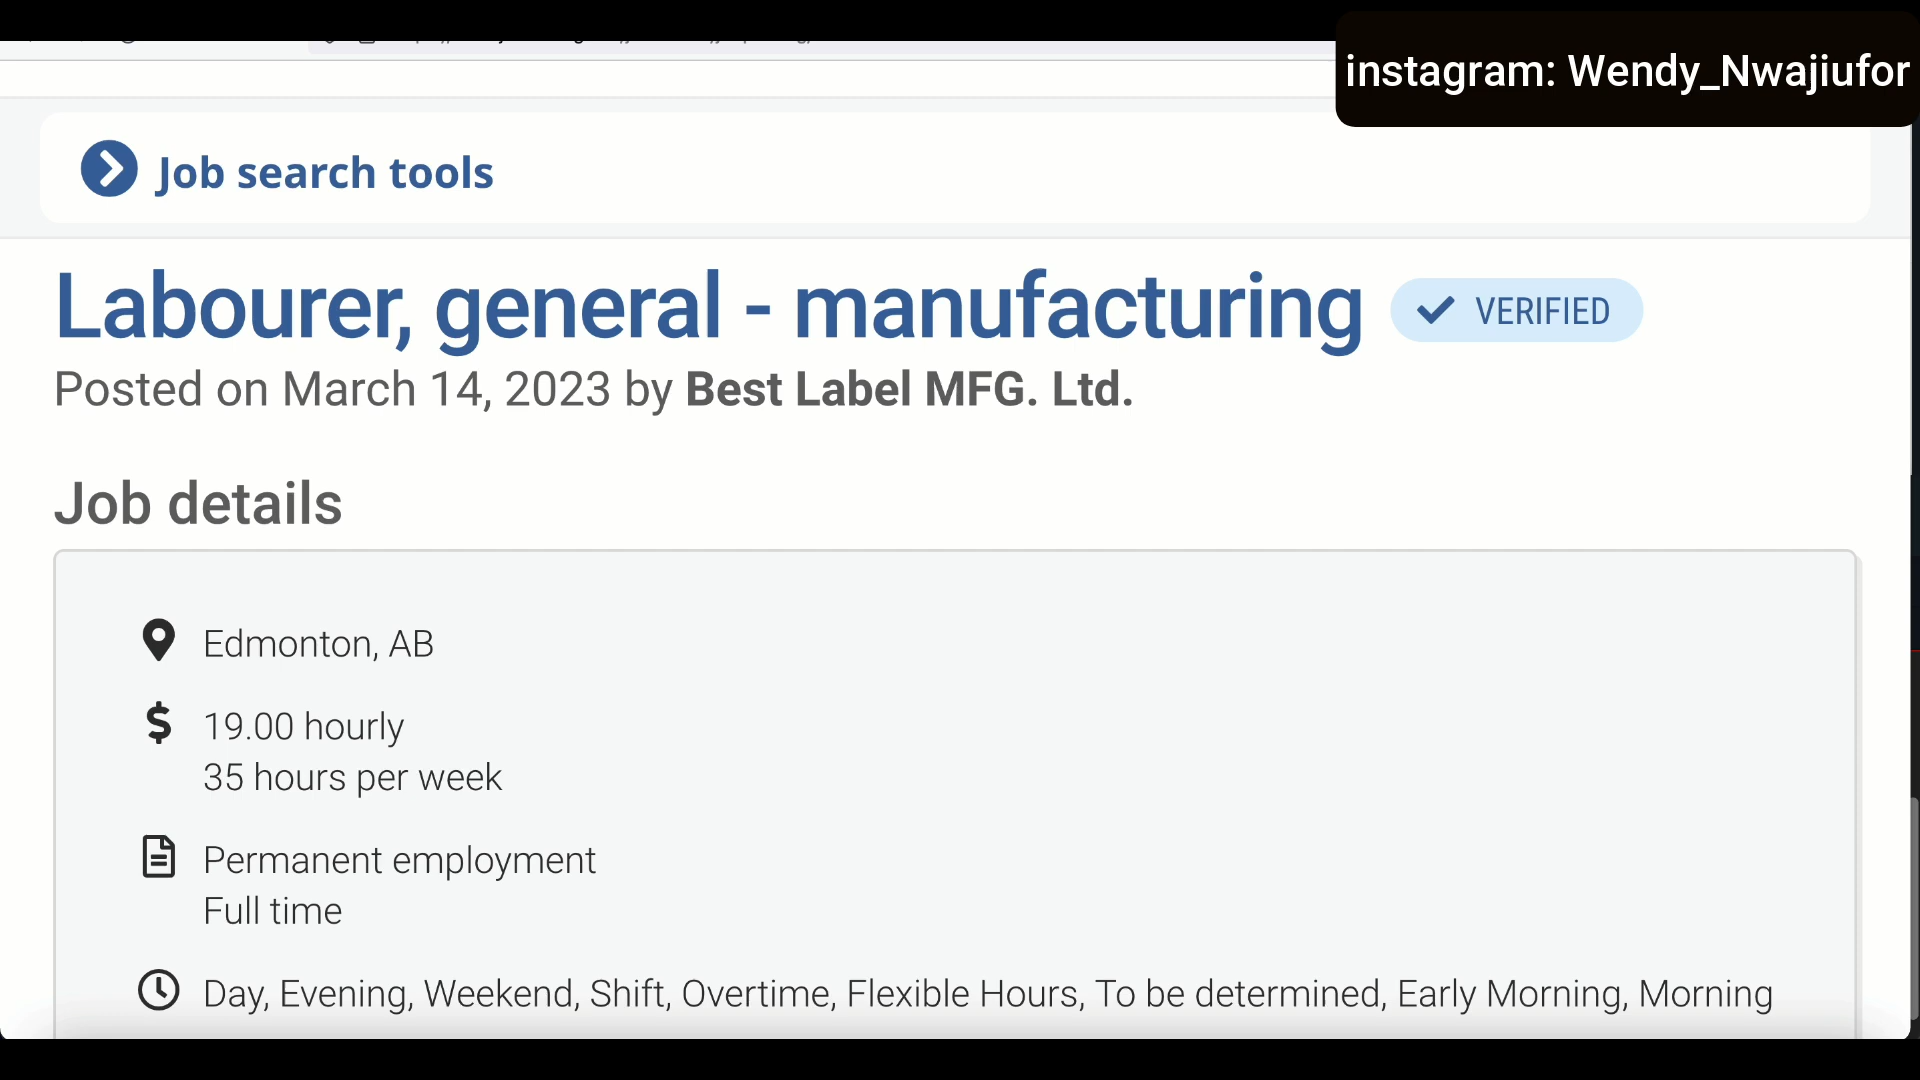 instagram: Wendy_Nwajiufor
Job search tools
Labourer, general - manufacturing
VERIFIED
Posted on March 14, 2023 by Best Label MFG. Ltd.
Job details
Edmonton, AB
19.00 hourly
35 hours per week
Permanent employment
Full time
Day, Evening, Weekend, Shift, Overtime, Flexible Hours, To be determined, Early Morning, Morning